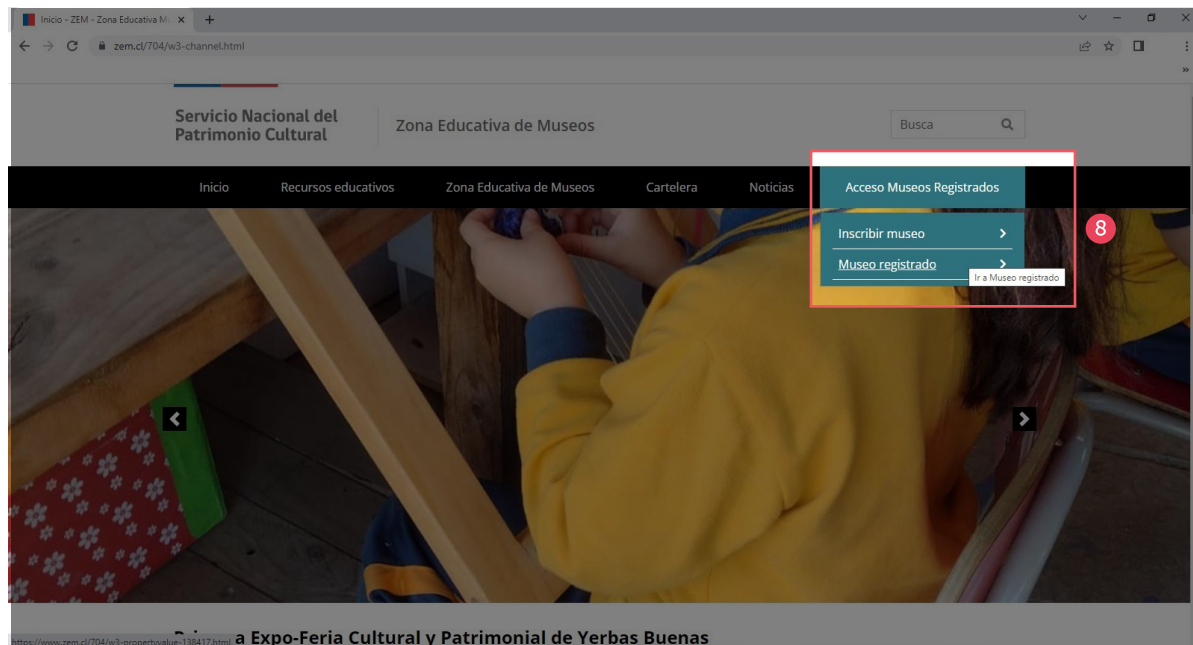 Inicio - ZEM - Zona Educativa Mu
zem.cl/704/w3-channel.html
Servicio Nacional del
Patrimonio Cultural
Zona Educativa de Museos
Busca
Inicio Recursos educativos Zona Educativa de Museos Cartelera Noticias Acceso Museos Registrados
Inscribir museo
8
Museo registrado
Ir a Museo registrado
a Expo-Feria Cultural y Patrimonial de Yerbas Buenas
https://www.zem.cl/704/w3-propertyvalue-138417.html